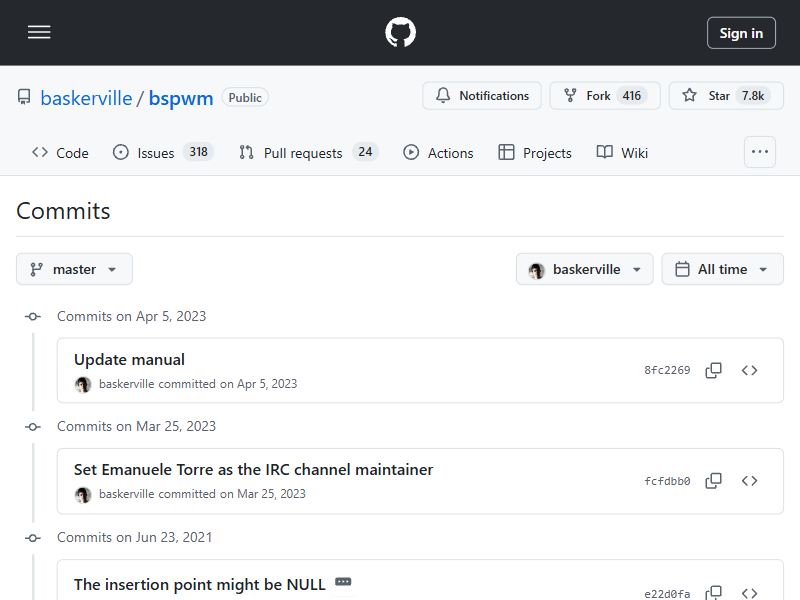 Sign in
baskerville / bspwm Public
Notifications Fork 416 Star 7.8k
Code Issues 318 Pull requests 24 Actions Projects Wiki
Commits
master baskerville All time
Commits on Apr 5, 2023
Update manual
baskerville committed on Apr 5, 2023
8fc2269
Commits on Mar 25, 2023
Set Emanuele Torre as the IRC channel maintainer
baskerville committed on Mar 25, 2023
fcfdbb0
Commits on Jun 23, 2021
The insertion point might be NULL
e22d0fa